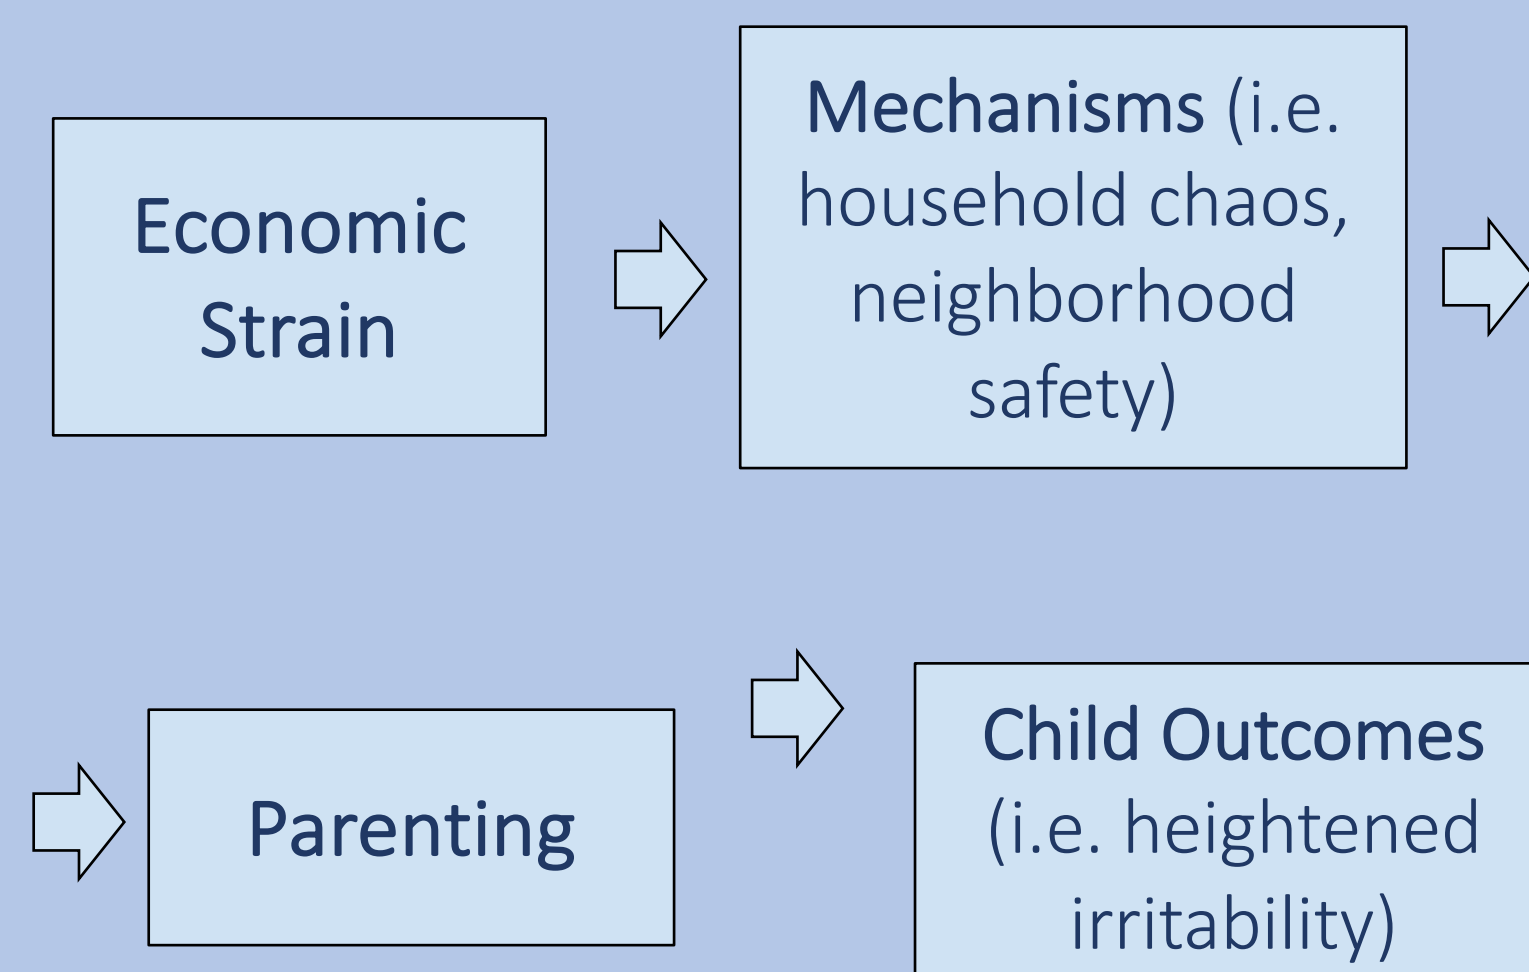 Economic
Strain
Mechanisms (i.e.
household chaos,
neighborhood
safety)
Parenting
Child Outcomes
(i.e. heightened
irritability)